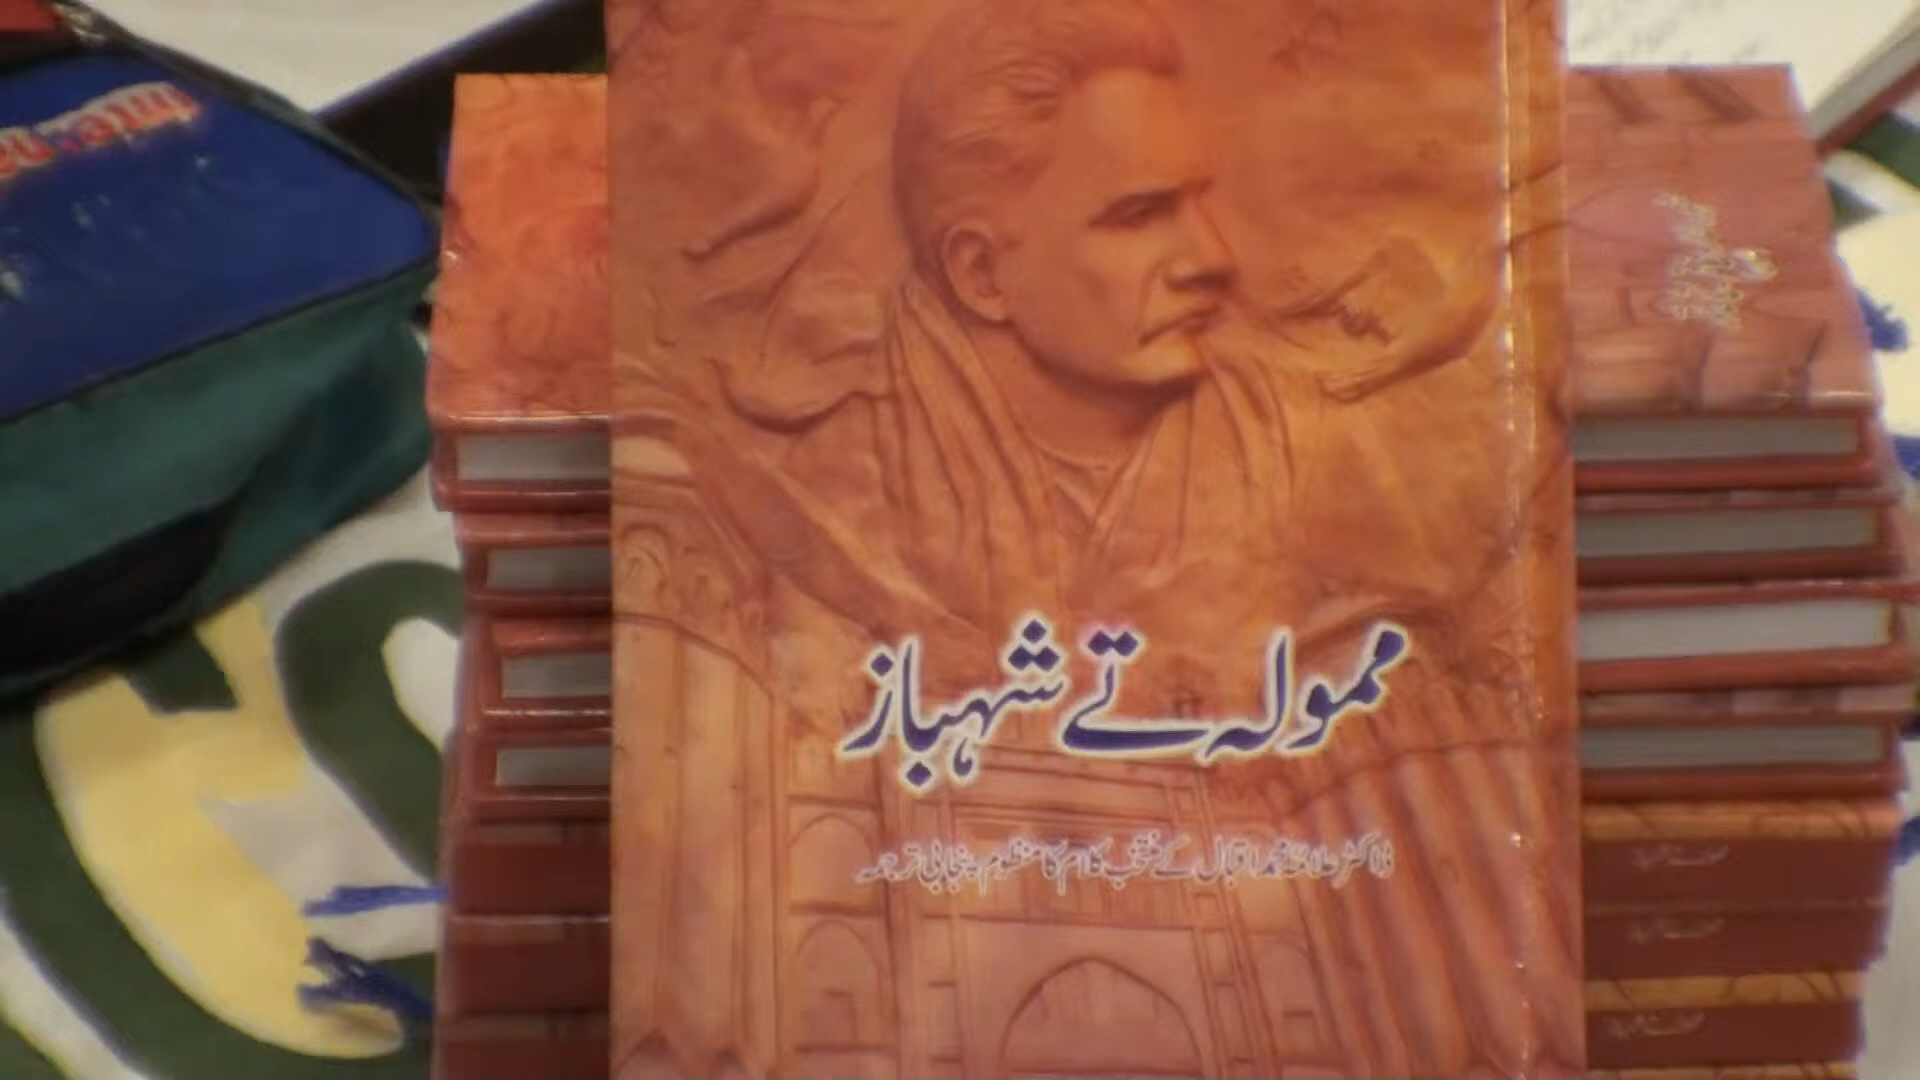 ممولہ تے شہباز
ڈاکٹر علامہ محمد اقبال کے منتخب کلام کا منظوم پنجابی ترجمہ